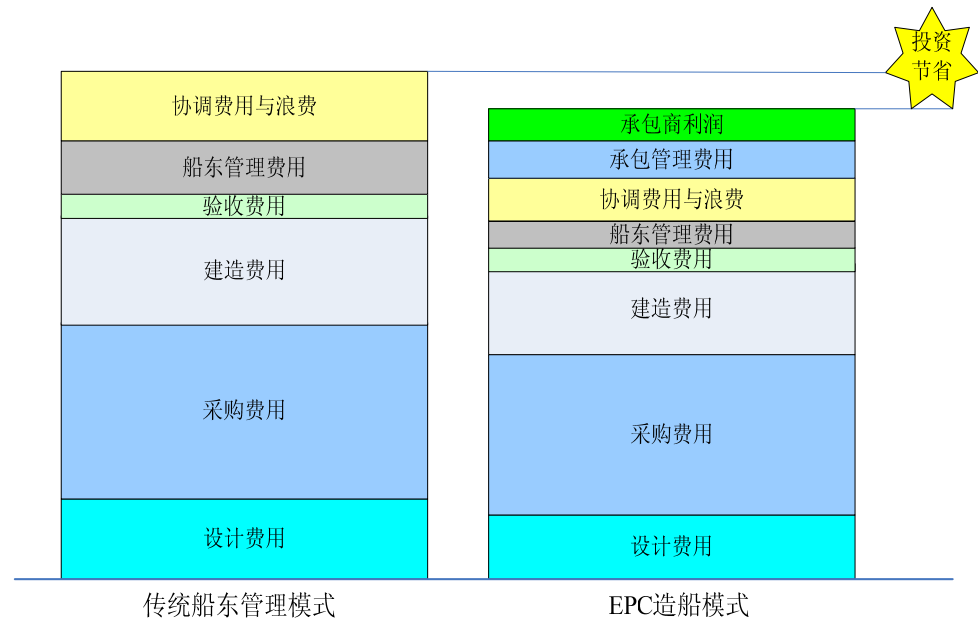 投资
节省
协调费用与浪费
船东管理费用
验收费用
建造费用
采购费用
设计费用
传统船东管理模式
承包商利润
承包管理费用
协调费用与浪费
船东管理费用
验收费用
建造费用
采购费用
设计费用
EPC造船模式